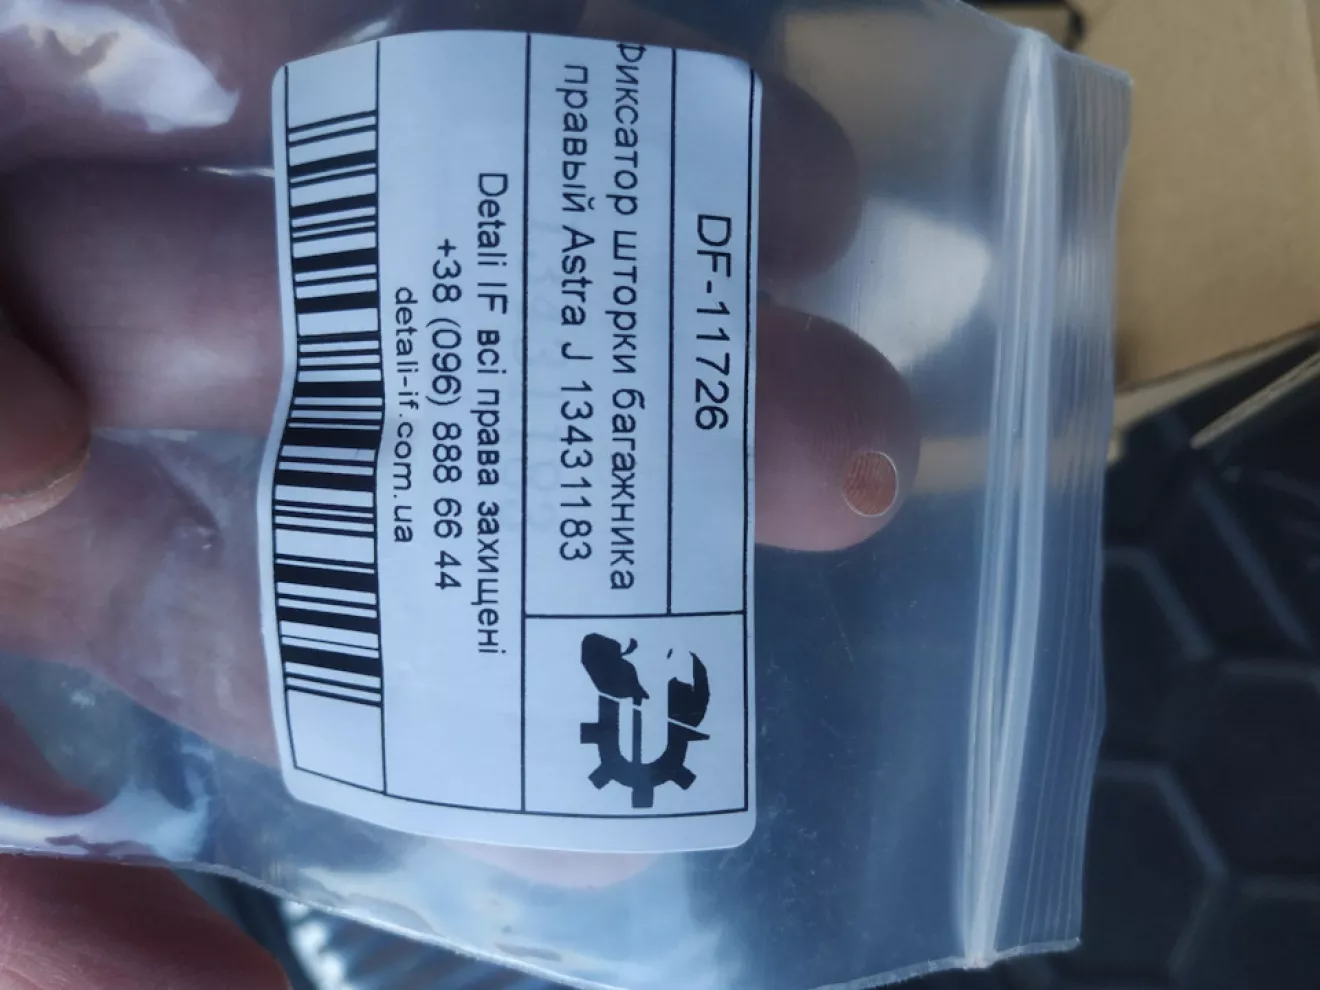 DF-11726
Фиксатор шторки багажника
правый Astra J 13431183
Detali IF всі права захищені
+38 (096) 888 66 44
detali-if.com.ua